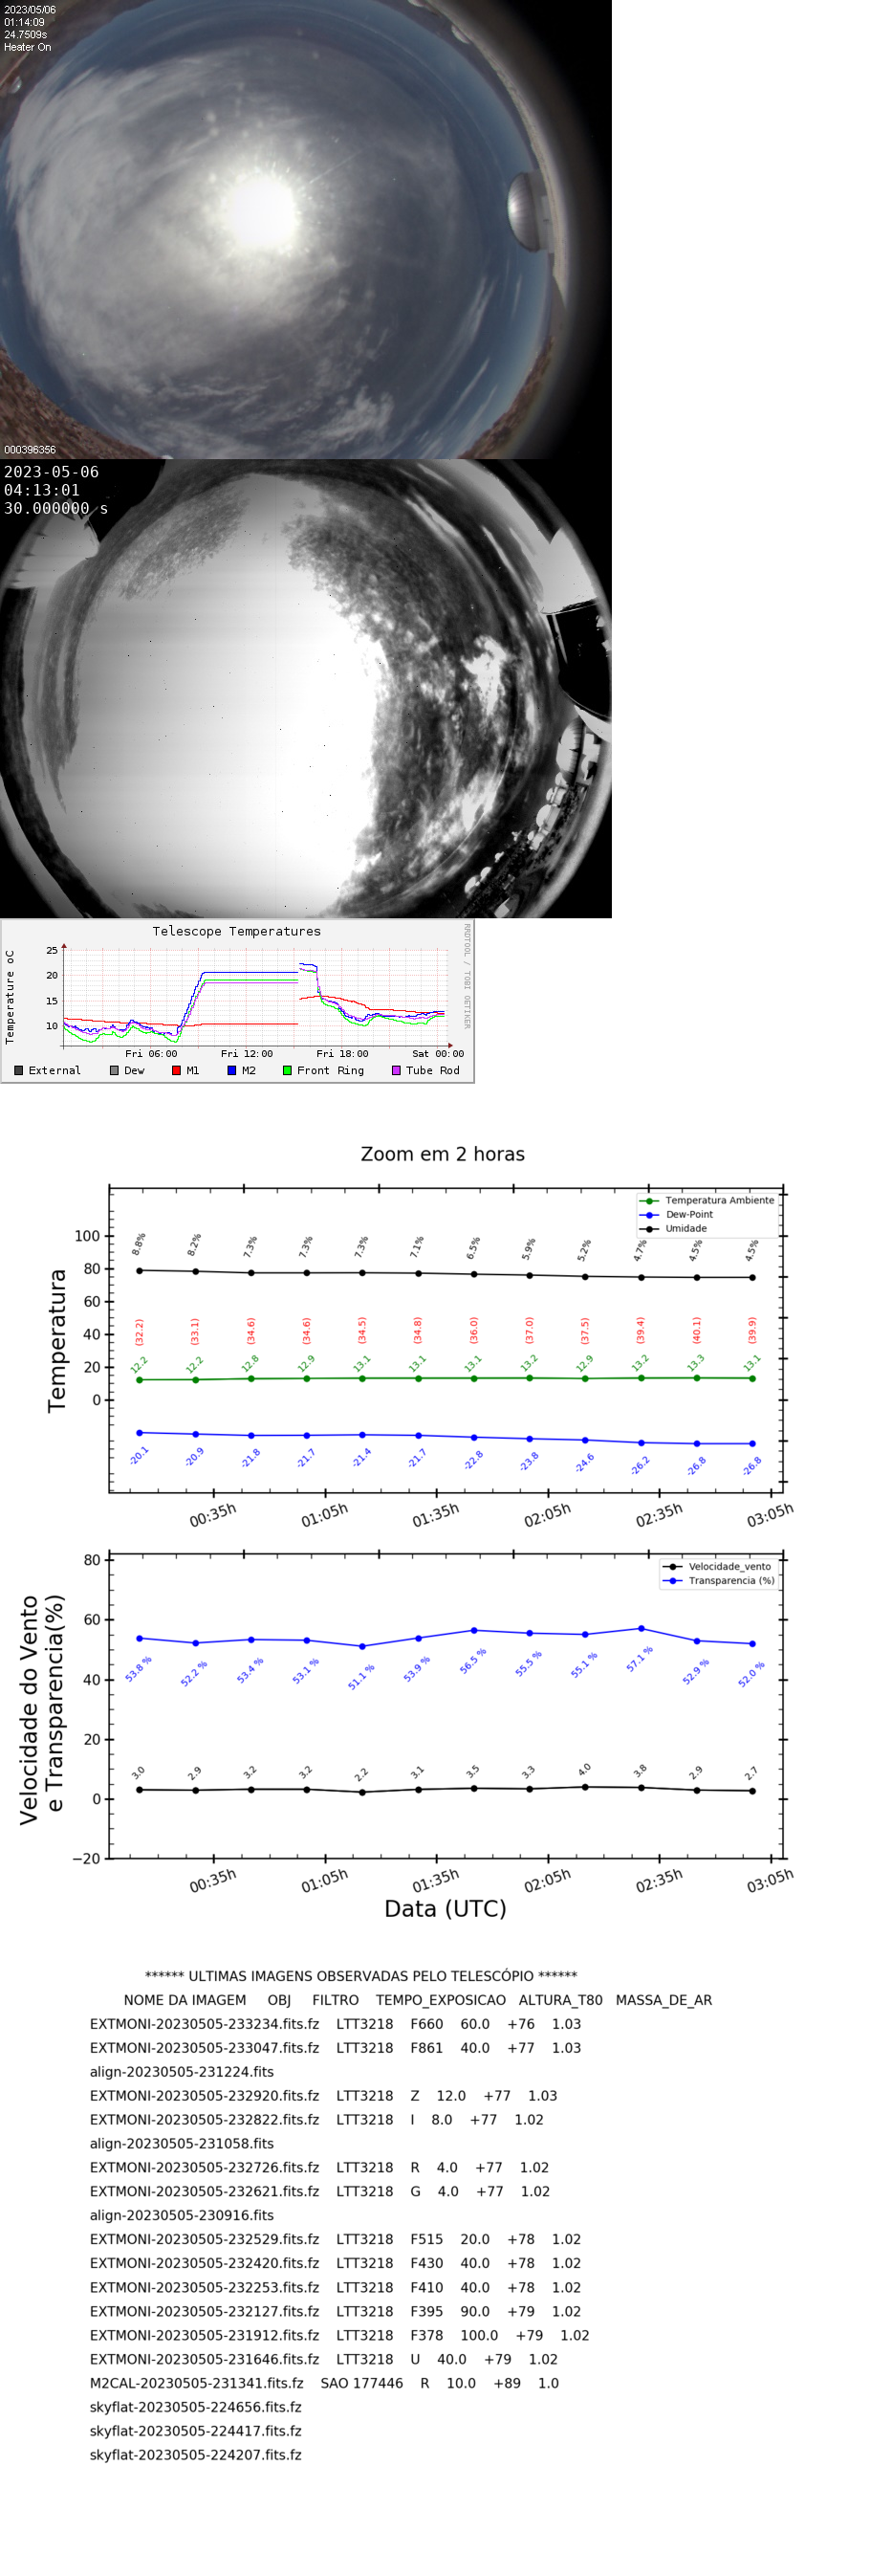 2023/05/06
01:14:09
24.7509s
Heater On
000396356
2023-05-06
04:13:01
30.000000 s
Telescope Temperatures
RRDTOOL / TOBI OETIKER
Temperature oC
25
20
15
10
Fri 06:00 Fri 12:00 Fri 18:00 Sat 00:00
External Dew M1 M2 Front Ring Tube Rod
Zoom em 2 horas
Temperatura Ambiente
Dew-Point
Umidade
Temperatura
100
80
60
40
20
0
8.8% 8.2% 7.3% 7.3% 7.3% 7.1% 6.5% 5.9% 5.2% 4.7% 4.5% 4.5%
(32.2) (33.1) (34.6) (34.6) (34.5) (34.8) (36.0) (37.0) (37.5) (39.4) (40.1) (39.9)
12.2 12.2 12.8 12.9 13.1 13.1 13.1 13.2 12.9 13.2 13.3 13.1
-20.1 -20.9 -21.8 -21.7 -21.4 -21.7 -22.8 -23.8 -24.6 -26.2 -26.8 -26.8
00:35h 01:05h 01:35h 02:05h 02:35h 03:05h
Velocidade_vento
Transparencia (%)
Velocidade do Vento
e Transparencia(%)
80
60
40
20
0
−20
53.8 % 52.2 % 53.4 % 53.1 % 51.1 % 53.9 % 56.5 % 55.5 % 55.1 % 57.1 % 52.9 % 52.0 %
3.0 2.9 3.2 3.2 2.2 3.1 3.5 3.3 4.0 3.8 2.9 2.7
00:35h 01:05h 01:35h 02:05h 02:35h 03:05h
Data (UTC)
****** ULTIMAS IMAGENS OBSERVADAS PELO TELESCÓPIO ******
NOME DA IMAGEM OBJ FILTRO TEMPO_EXPOSICAO ALTURA_T80 MASSA_DE_AR
EXTMONI-20230505-233234.fits.fz LTT3218 F660 60.0 +76 1.03
EXTMONI-20230505-233047.fits.fz LTT3218 F861 40.0 +77 1.03
align-20230505-231224.fits
EXTMONI-20230505-232920.fits.fz LTT3218 Z 12.0 +77 1.03
EXTMONI-20230505-232822.fits.fz LTT3218 I 8.0 +77 1.02
align-20230505-231058.fits
EXTMONI-20230505-232726.fits.fz LTT3218 R 4.0 +77 1.02
EXTMONI-20230505-232621.fits.fz LTT3218 G 4.0 +77 1.02
align-20230505-230916.fits
EXTMONI-20230505-232529.fits.fz LTT3218 F515 20.0 +78 1.02
EXTMONI-20230505-232420.fits.fz LTT3218 F430 40.0 +78 1.02
EXTMONI-20230505-232253.fits.fz LTT3218 F410 40.0 +78 1.02
EXTMONI-20230505-232127.fits.fz LTT3218 F395 90.0 +79 1.02
EXTMONI-20230505-231912.fits.fz LTT3218 F378 100.0 +79 1.02
EXTMONI-20230505-231646.fits.fz LTT3218 U 40.0 +79 1.02
M2CAL-20230505-231341.fits.fz SAO 177446 R 10.0 +89 1.0
skyflat-20230505-224656.fits.fz
skyflat-20230505-224417.fits.fz
skyflat-20230505-224207.fits.fz